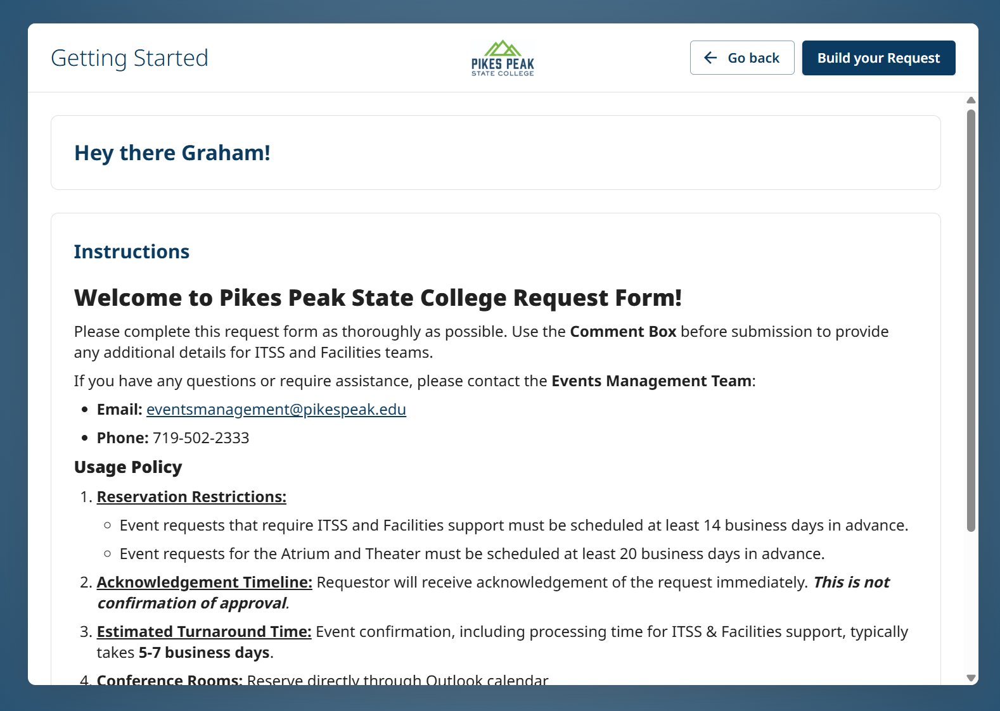 Getting Started
PIKES PEAK
STATE COLLEGE
Go back
Build your Request
Hey there Graham!
Instructions
Welcome to Pikes Peak State College Request Form!
Please complete this request form as thoroughly as possible. Use the Comment Box before submission to provide
any additional details for ITSS and Facilities teams.
If you have any questions or require assistance, please contact the Events Management Team:
• Email: eventsmanagement@pikespeak.edu
• Phone: 719-502-2333
Usage Policy
1. Reservation Restrictions:
○ Event requests that require ITSS and Facilities support must be scheduled at least 14 business days in advance.
○ Event requests for the Atrium and Theater must be scheduled at least 20 business days in advance.
2. Acknowledgement Timeline: Requestor will receive acknowledgement of the request immediately. This is not
confirmation of approval.
3. Estimated Turnaround Time: Event confirmation, including processing time for ITSS & Facilities support, typically
takes 5-7 business days.
4. Conference Rooms: Reserve directly through Outlook calendar